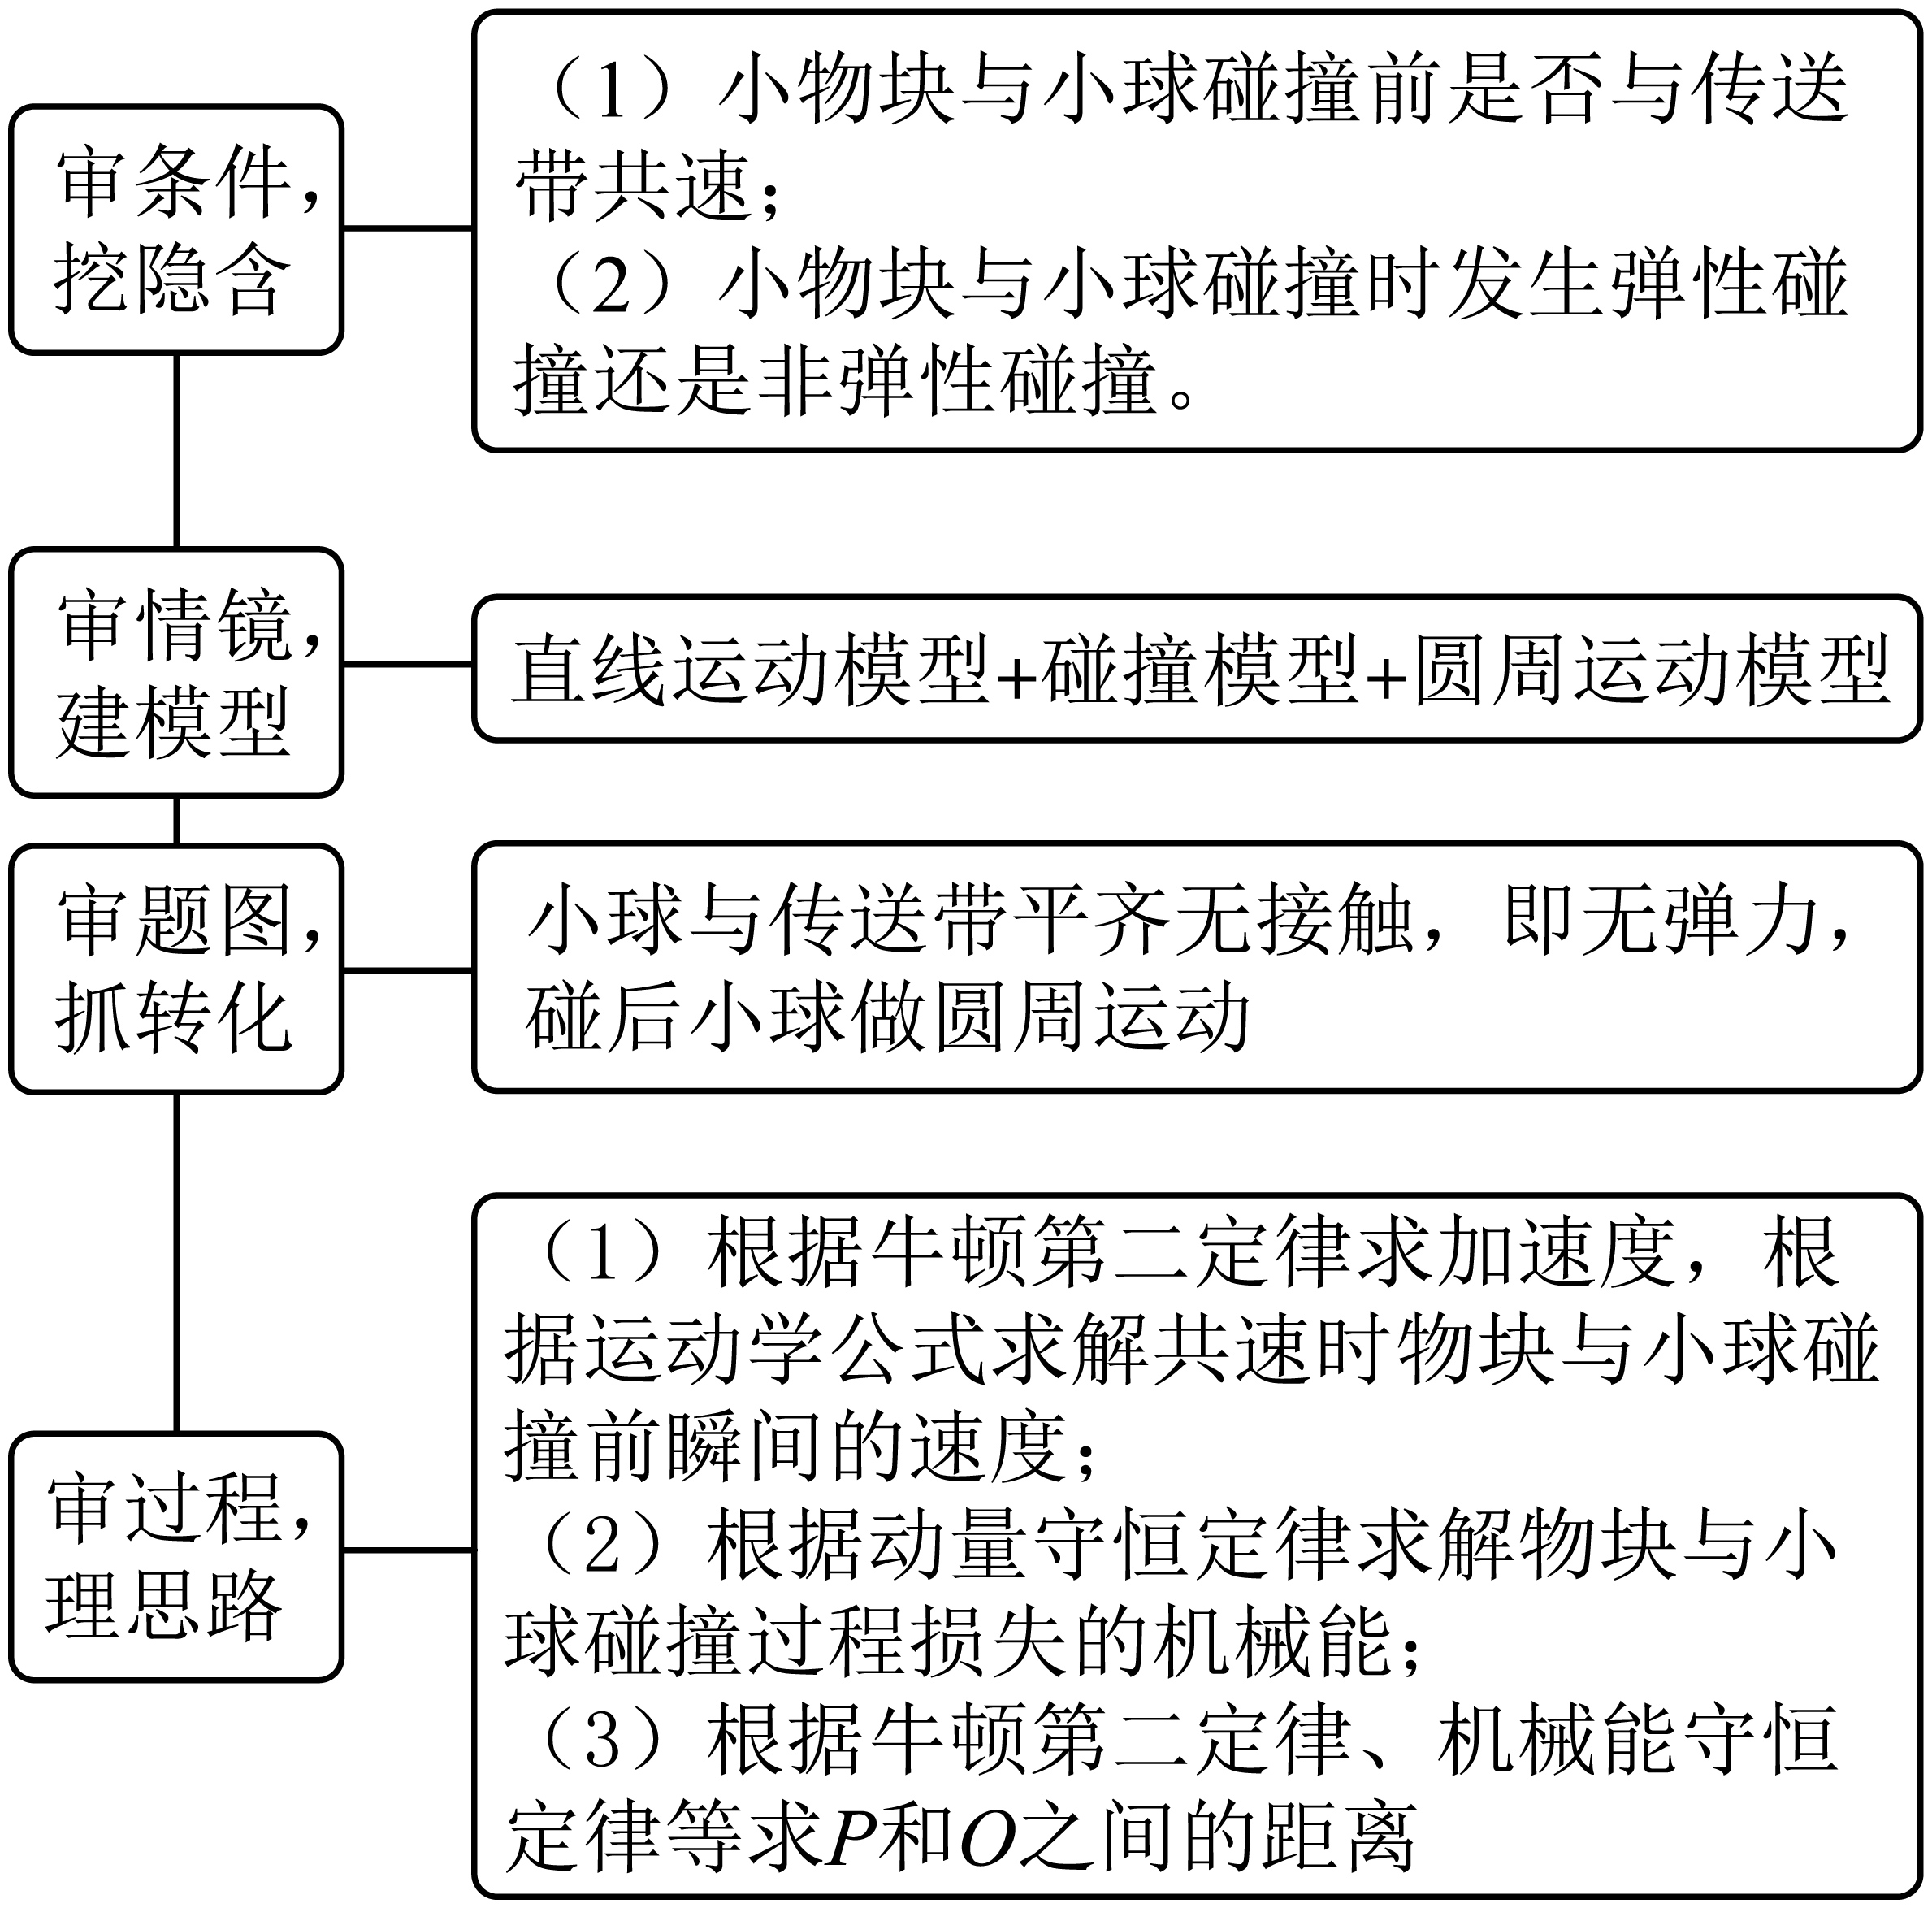 审条件，
挖隐含
（1）小物块与小球碰撞前是否与传送
带共速；
（2）小物块与小球碰撞时发生弹性碰
撞还是非弹性碰撞。
审情镜，
建模型
直线运动模型+碰撞模型+圆周运动模型
审题图，
抓转化
小球与传送带平齐无接触，即无弹力，
碰后小球做圆周运动
审过程，
理思路
（1）根据牛顿第二定律求加速度，根
据运动学公式求解共速时物块与小球碰
撞前瞬间的速度；
（2）根据动量守恒定律求解物块与小
球碰撞过程损失的机械能；
（3）根据牛顿第二定律、机械能守恒
定律等求P和O之间的距离